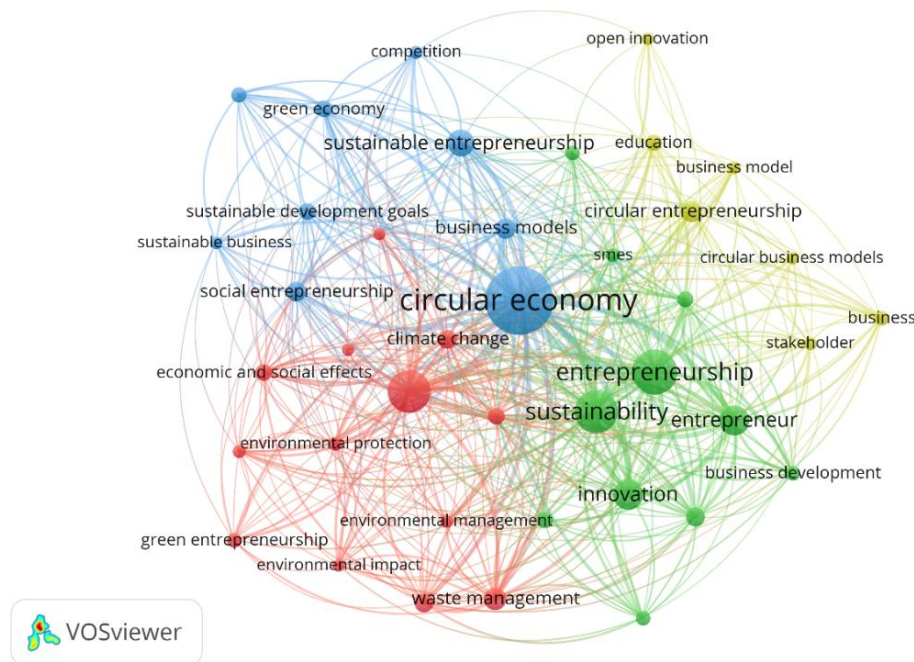 open innovation
competition
green economy
sustainable entrepreneurship
education
business model
sustainable development goals
circular entrepreneurship
business models
sustainable business
smes
circular business models
social entrepreneurship
circular economy
business
climate change
stakeholder
economic and social effects
entrepreneurship
sustainability
entrepreneur
environmental protection
business development
innovation
environmental management
green entrepreneurship
environmental impact
waste management
VOSviewer